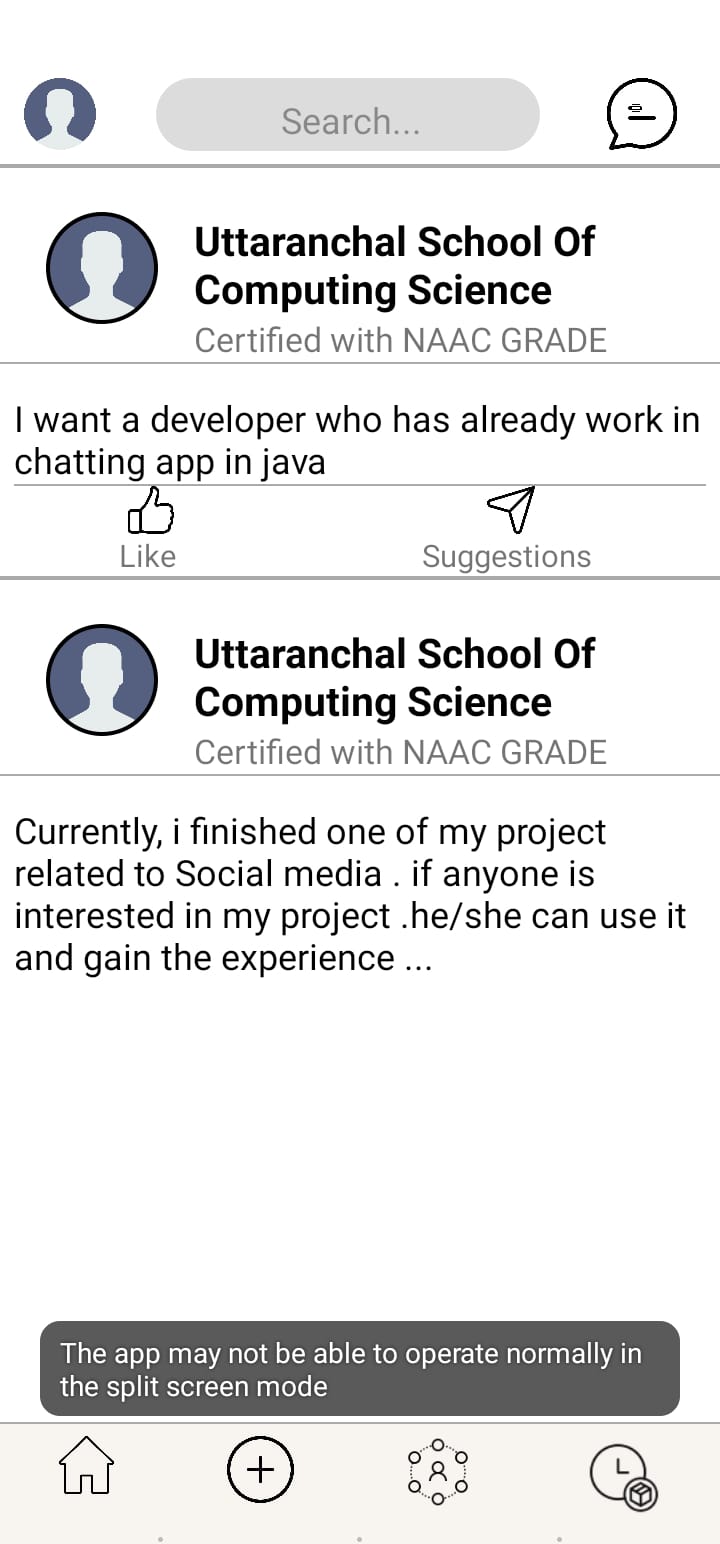 Search...
Uttaranchal School Of
Computing Science
Certified with NAAC GRADE
I want a developer who has already work in
chatting app in java
Like
Suggestions
Uttaranchal School Of
Computing Science
Certified with NAAC GRADE
Currently, i finished one of my project
related to Social media . if anyone is
interested in my project .he/she can use it
and gain the experience ...
The app may not be able to operate normally in
the split screen mode